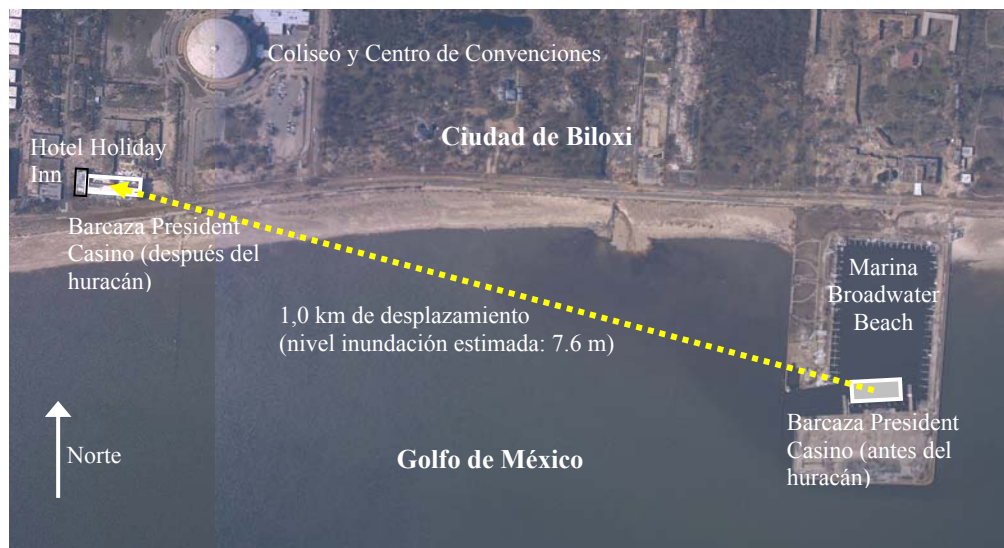 Coliseo y Centro de Convenciones
Ciudad de Biloxi
Hotel Holiday
Inn
Barcaza President
Casino (después del
huracán)
Marina
Broadwater
Beach
1,0 km de desplazamiento
(nivel inundación estimada: 7.6 m)
Barcaza President
Casino (antes del
huracán)
Norte
Golfo de México